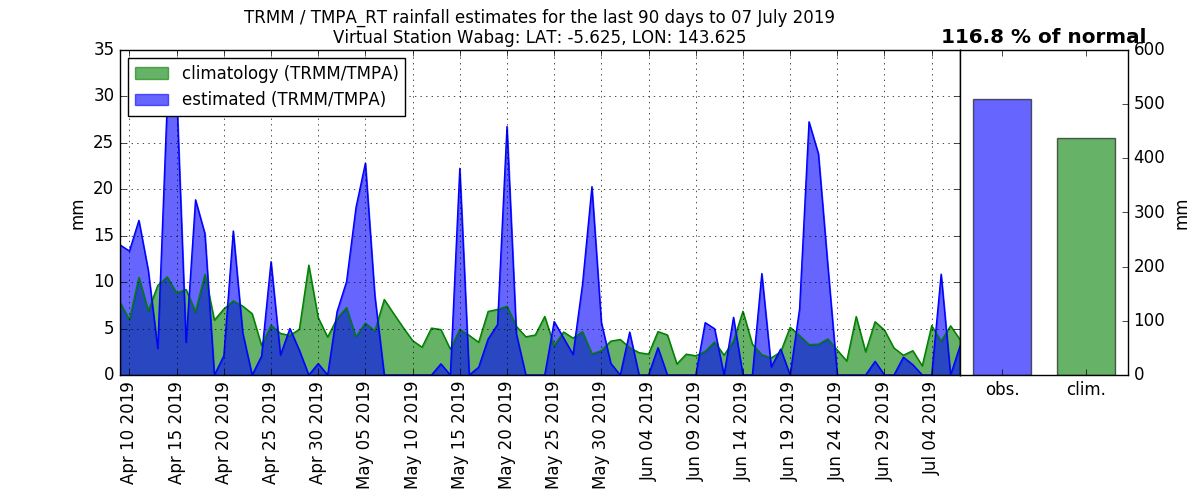 TRMM / TMPA_RT rainfall estimates for the last 90 days to 07 July 2019
Virtual Station Wabag: LAT: -5.625, LON: 143.625
116.8 % of normal
climatology (TRMM/TMPA)
estimated (TRMM/TMPA)
35
30
25
20
15
10
5
0
mm
Apr 10 2019
Apr 15 2019
Apr 20 2019
Apr 25 2019
Apr 30 2019
May 05 2019
May 10 2019
May 15 2019
May 20 2019
May 25 2019
May 30 2019
Jun 04 2019
Jun 09 2019
Jun 14 2019
Jun 19 2019
Jun 24 2019
Jun 29 2019
Jul 04 2019
obs.
clim.
600
500
400
300
200
100
0
mm